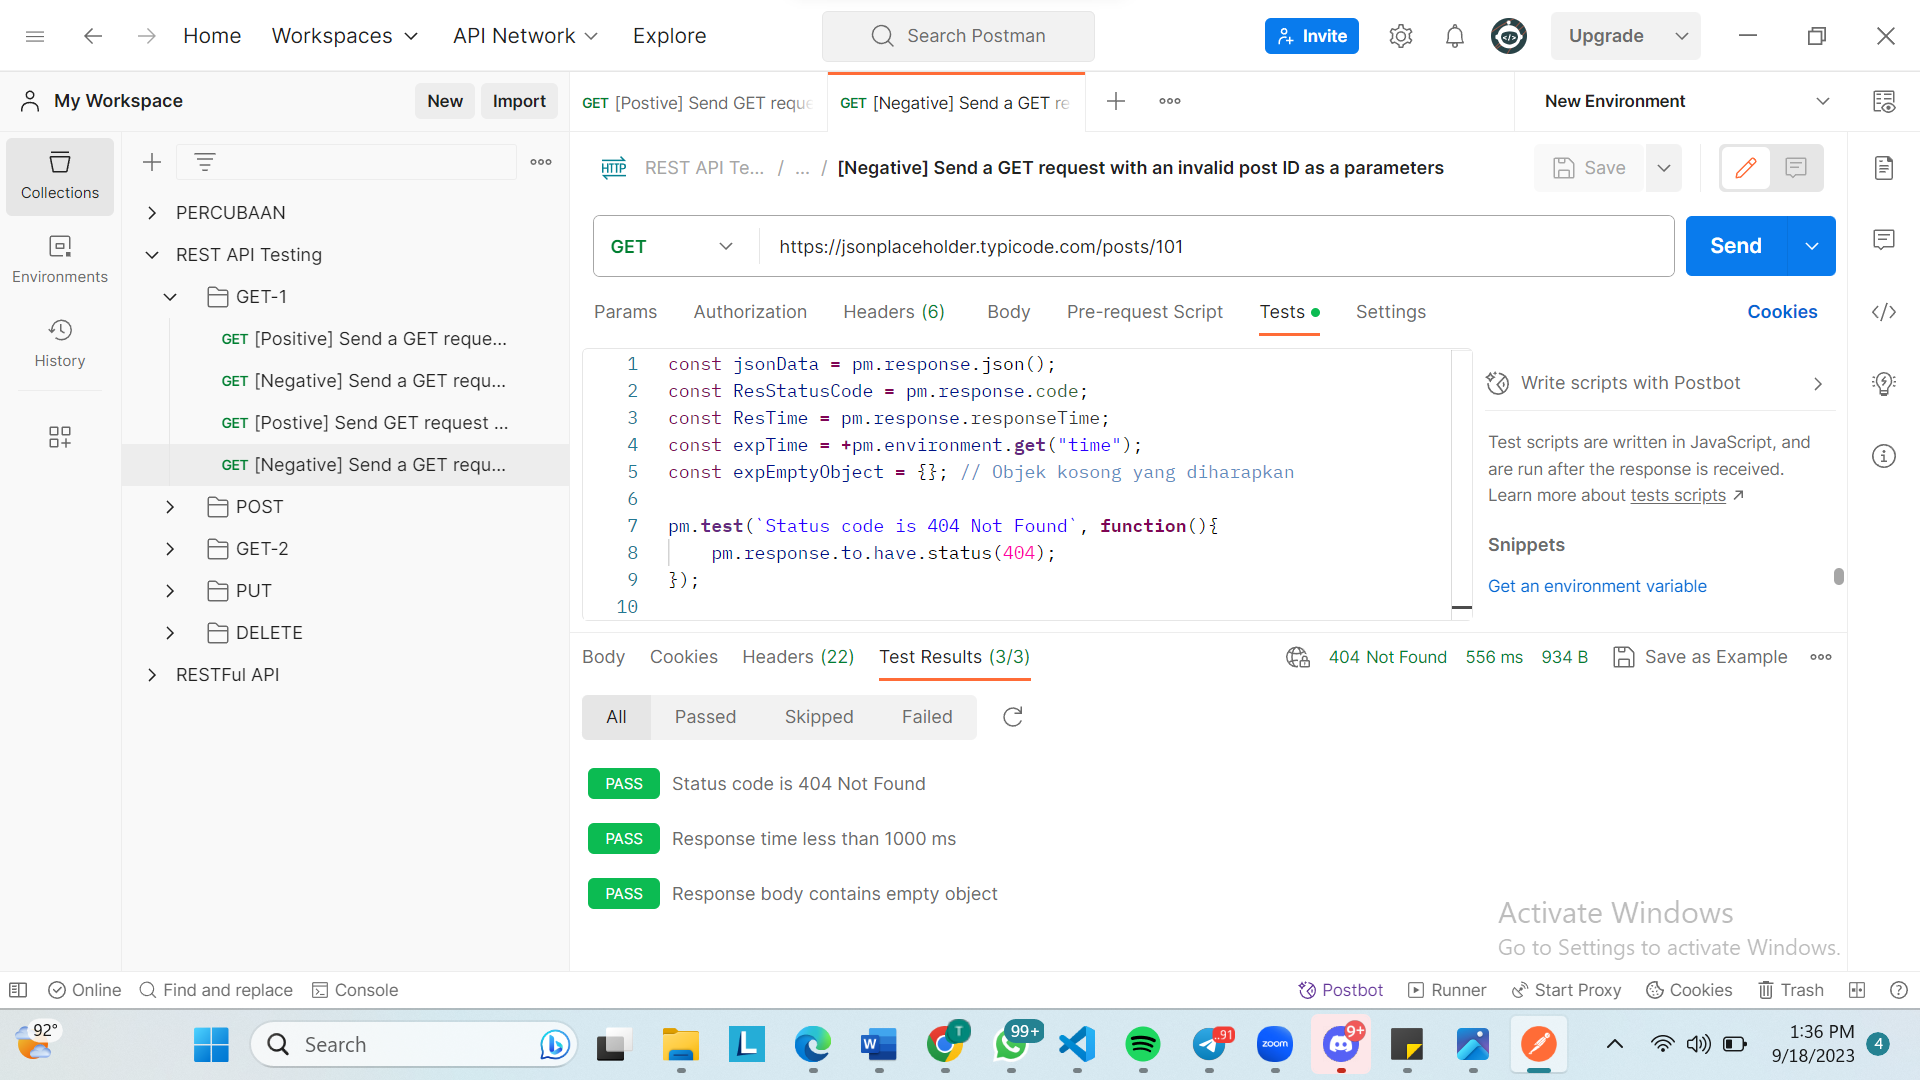 Home
Workspaces
API Network
Explore
Search Postman
Invite
Upgrade
My Workspace
New
Import
GET [Postive] Send GET reque
GET [Negative] Send a GET re
New Environment
Collections
Environments
History
PERCUBAAN
REST API Testing
GET-1
GET [Positive] Send a GET reque...
GET [Negative] Send a GET requ...
GET [Postive] Send GET request ...
GET [Negative] Send a GET requ...
POST
GET-2
PUT
DELETE
RESTFul API
HTTP REST API Te... / ... / [Negative] Send a GET request with an invalid post ID as a parameters
Save
GET
https://jsonplaceholder.typicode.com/posts/101
Send
Params
Authorization
Headers (6)
Body
Pre-request Script
Tests
Settings
Cookies
1 const jsonData = pm.response.json();
2 const ResStatusCode = pm.response.code;
3 const ResTime = pm.response.responseTime;
4 const expTime = +pm.environment.get("time");
5 const expEmptyObject = {}; // Objek kosong yang diharapkan
6
7 pm.test(`Status code is 404 Not Found`, function(){
8 pm.response.to.have.status(404);
9 });
10
Write scripts with Postbot
Test scripts are written in JavaScript, and
are run after the response is received.
Learn more about tests scripts ↗
Snippets
Get an environment variable
Body
Cookies
Headers (22)
Test Results (3/3)
404 Not Found
556 ms
934 B
Save as Example
All
Passed
Skipped
Failed
PASS Status code is 404 Not Found
PASS Response time less than 1000 ms
PASS Response body contains empty object
Activate Windows
Go to Settings to activate Windows.
Online
Find and replace
Console
Postbot
Runner
Start Proxy
Cookies
Trash
92°
Search
L
W
T
99+
..91
zoom
9+
1:36 PM
9/18/2023
4